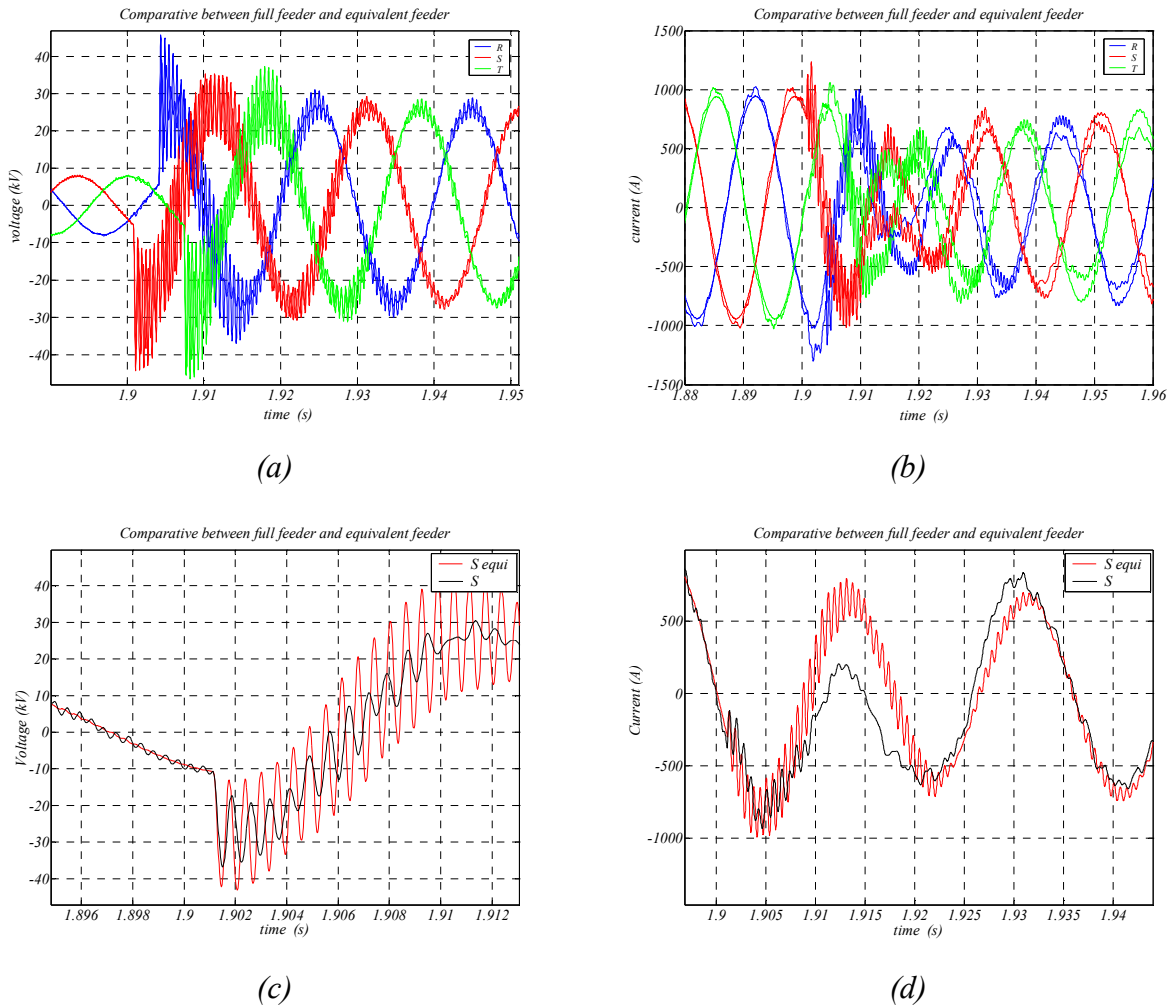 Comparative between full feeder and equivalent feeder
voltage (kV)
40
30
20
10
0
-10
-20
-30
-40
R
S
T
1.9
1.91
1.92
1.93
1.94
1.95
time (s)
(a)
Comparative between full feeder and equivalent feeder
current (A)
1500
1000
500
0
-500
-1000
-1500
R
S
T
1.88
1.89
1.9
1.91
1.92
1.93
1.94
1.95
1.96
time (s)
(b)
Comparative between full feeder and equivalent feeder
Voltage (kV)
40
30
20
10
0
-10
-20
-30
-40
S equi
S
1.896
1.898
1.9
1.902
1.904
1.906
1.908
1.91
1.912
time (s)
(c)
Comparative between full feeder and equivalent feeder
Current (A)
500
0
-500
-1000
S equi
S
1.9
1.905
1.91
1.915
1.92
1.925
1.93
1.935
1.94
time (s)
(d)